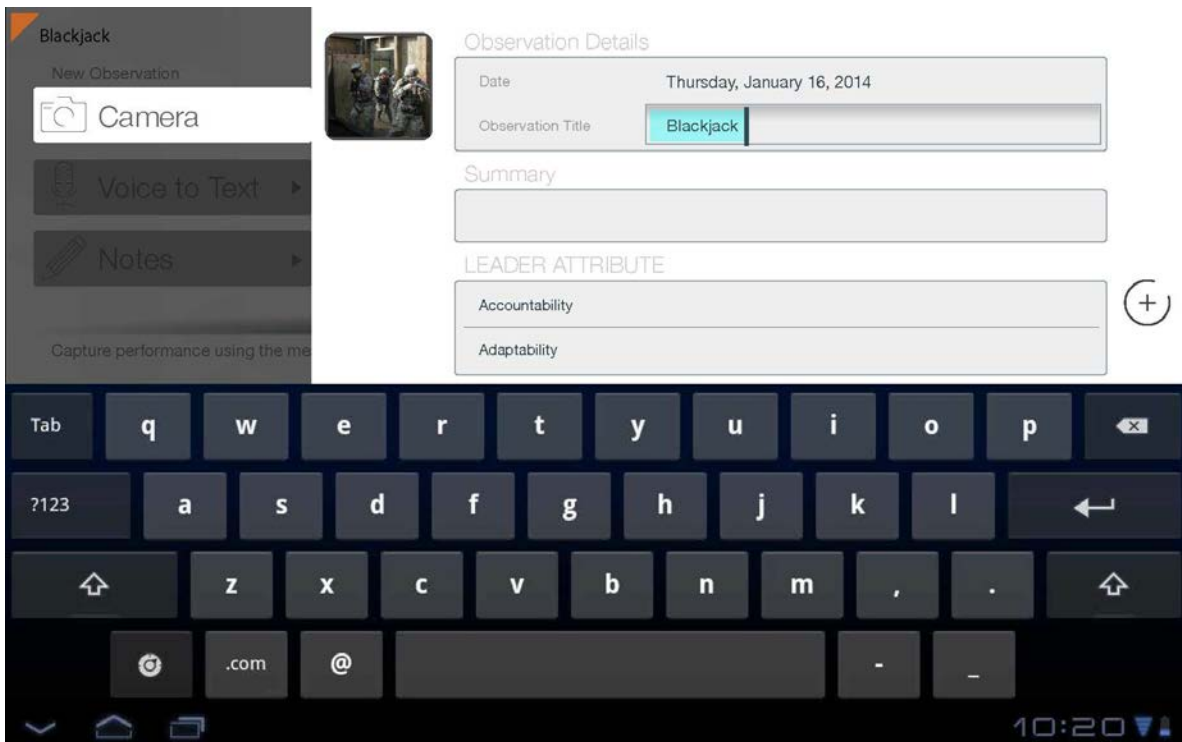 Blackjack
New Observation
Camera
Voice to Text
Notes
Capture performance using the me
Observation Details
Date Thursday, January 16, 2014
Observation Title Blackjack
Summary
LEADER ATTRIBUTE
Accountability
Adaptability
Tab q w e r t y u i o p
?123 a s d f g h j k l
z x c v b n m , .
.com @ - _
10:20